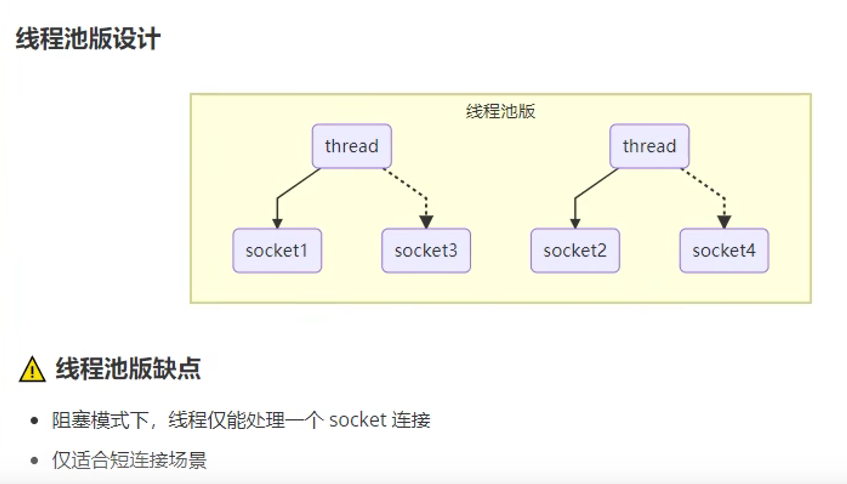 线程池版设计
线程池版
thread
thread
socket1
socket3
socket2
socket4
线程池版缺点
阻塞模式下，线程仅能处理一个 socket 连接
仅适合短连接场景